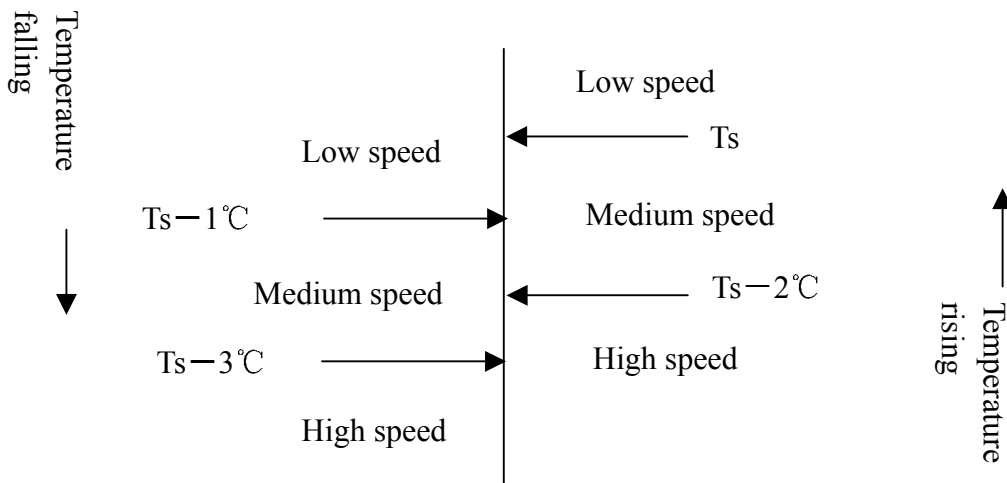 Temperature
falling
Low speed
Ts
Low speed
Ts－1℃
Medium speed
Medium speed
Ts－2℃
Ts－3℃
High speed
High speed
Temperature
rising